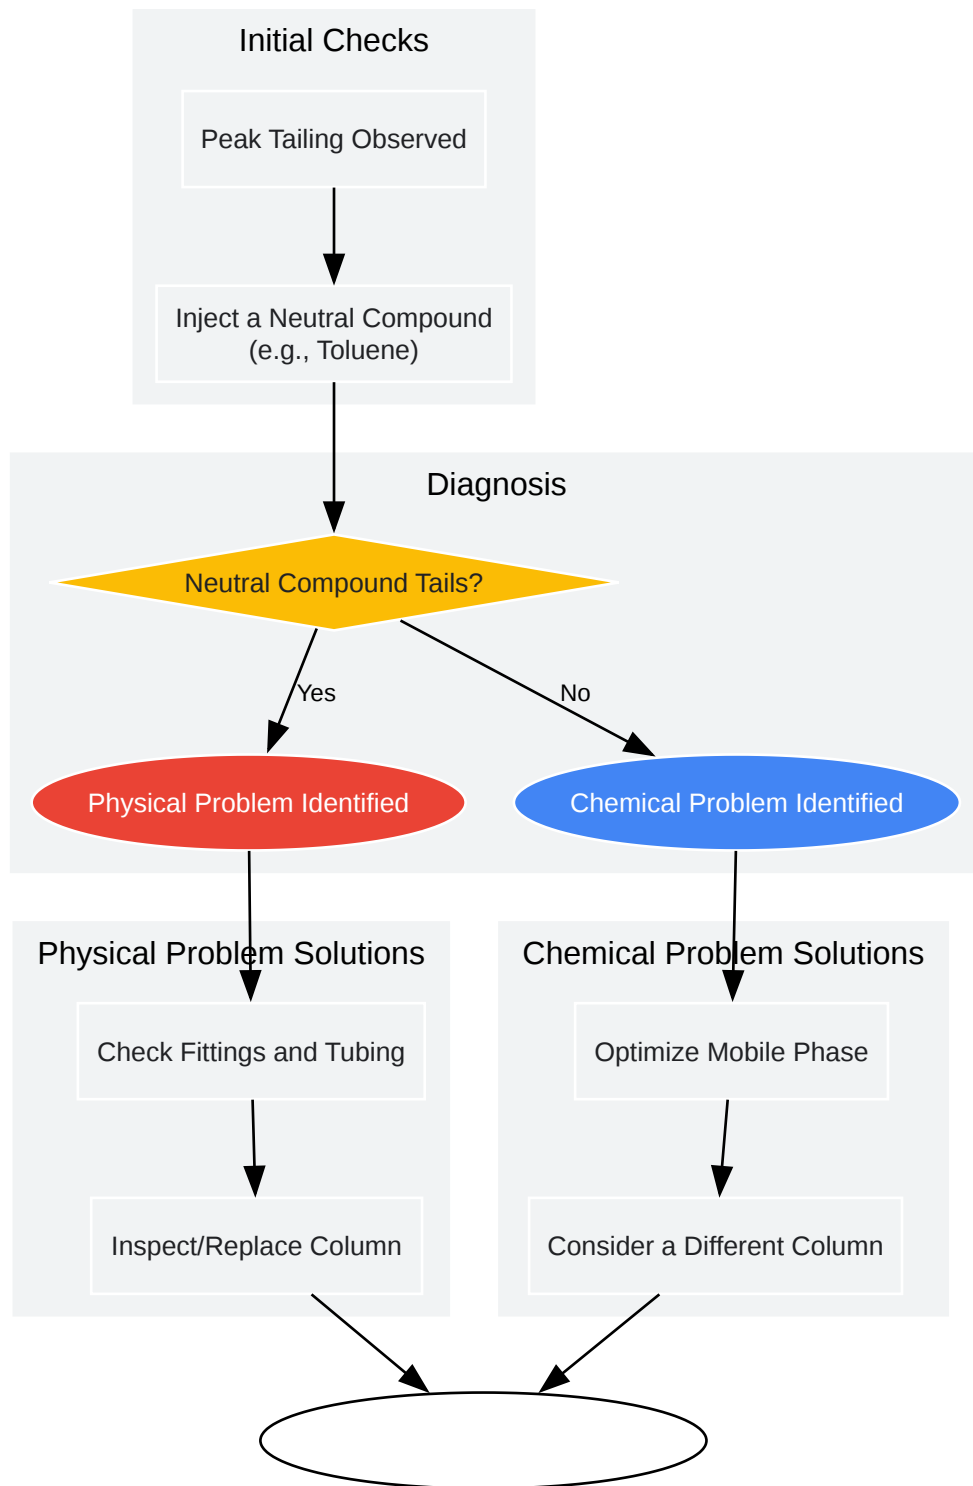 Initial Checks
Peak Tailing Observed
Inject a Neutral Compound
(e.g., Toluene)
Diagnosis
Neutral Compound Tails?
Yes
No
Physical Problem Identified
Chemical Problem Identified
Physical Problem Solutions
Chemical Problem Solutions
Check Fittings and Tubing
Optimize Mobile Phase
Inspect/Replace Column
Consider a Different Column